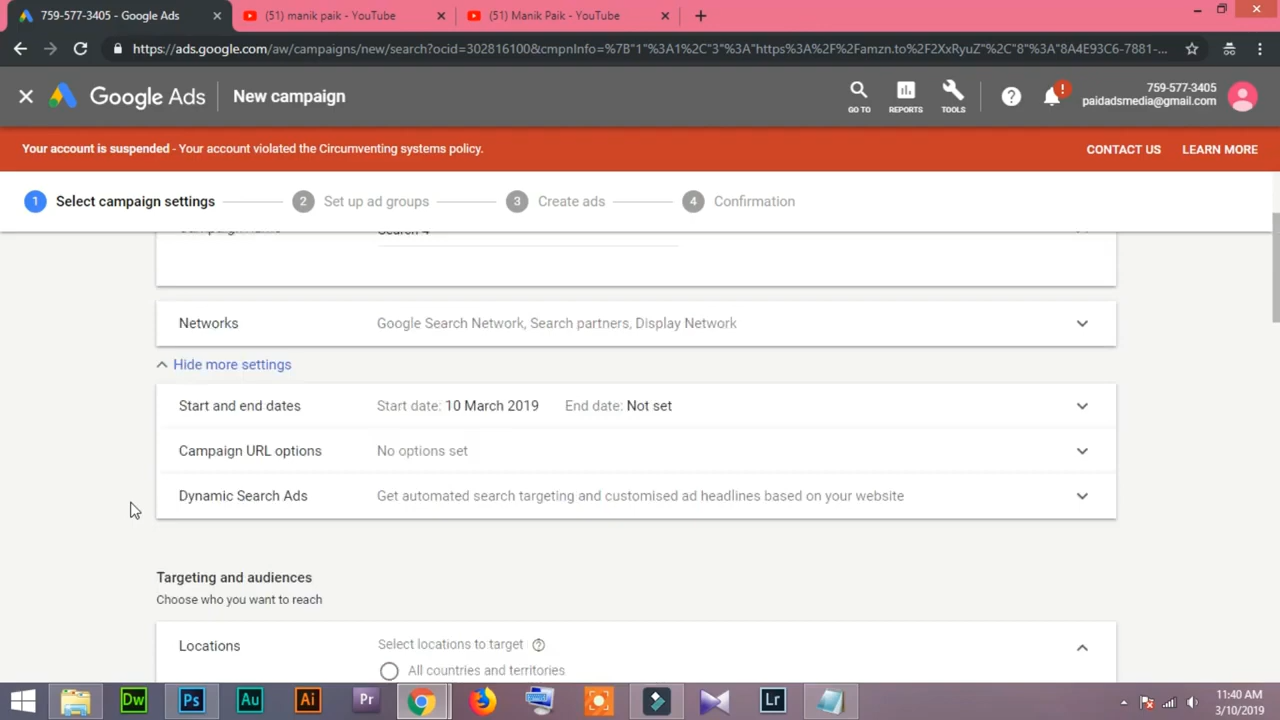 759-577-3405 - Google Ads
(51) manik paik - YouTube
(51) Manik Paik - YouTube
https://ads.google.com/aw/campaigns/new/search?ocid=302816100&cmpnInfo=%7B"1"%3A1%2C"3"%3A"https%3A%2F%2Famzn.to%2F2XxRyuZ"%2C"8"%3A"8A4E93C6-7881-...
Google Ads
New campaign
GO TO
REPORTS
TOOLS
759-577-3405
paidadsmedia@gmail.com
Your account is suspended - Your account violated the Circumventing systems policy.
CONTACT US
LEARN MORE
1 Select campaign settings
2 Set up ad groups
3 Create ads
4 Confirmation
Networks
Google Search Network, Search partners, Display Network
Hide more settings
Start and end dates
Start date: 10 March 2019
End date: Not set
Campaign URL options
No options set
Dynamic Search Ads
Get automated search targeting and customised ad headlines based on your website
Targeting and audiences
Choose who you want to reach
Locations
Select locations to target
All countries and territories
Dw
Ps
Au
Ai
Pr
Lr
11:40 AM
3/10/2019